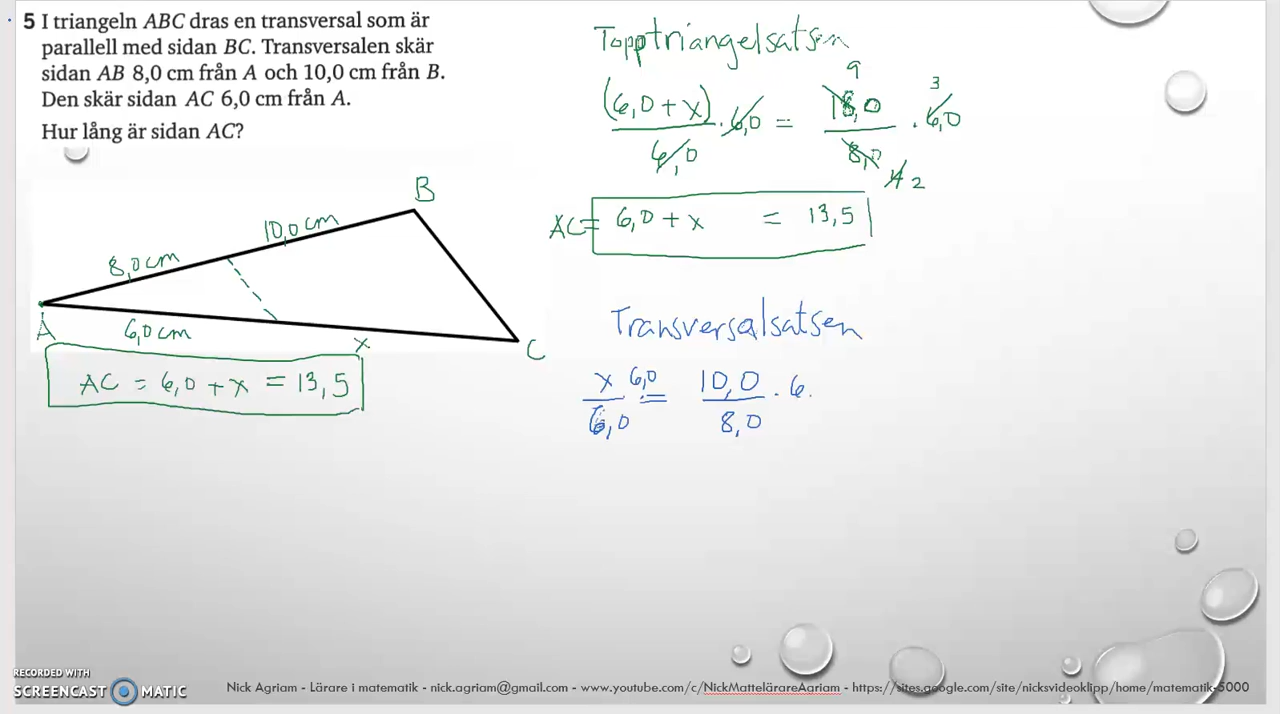 5 I triangeln ABC dras en transversal som är
parallell med sidan BC. Transversalen skär
sidan AB 8,0 cm från A och 10,0 cm från B.
Den skär sidan AC 6,0 cm från A.
Hur lång är sidan AC?
B
10,0 cm
8,0 cm
A
6,0 cm
x
C
AC = 6,0 + x = 13,5
Topptriangelsatsen
9
3
(6,0 + x) · 6,0 = 18,0 · 6,0
6,0 8,0
4 2
AC = 6,0 + x = 13,5
Transversalsatsen
x · 6,0 = 10,0 · 6.
6,0 8,0
RECORDED WITH
SCREENCAST MATIC
Nick Agriam - Lärare i matematik - nick.agriam@gmail.com - www.youtube.com/c/NickMattelärareAgriam - https://sites.google.com/site/nicksvideoklipp/home/matematik-5000